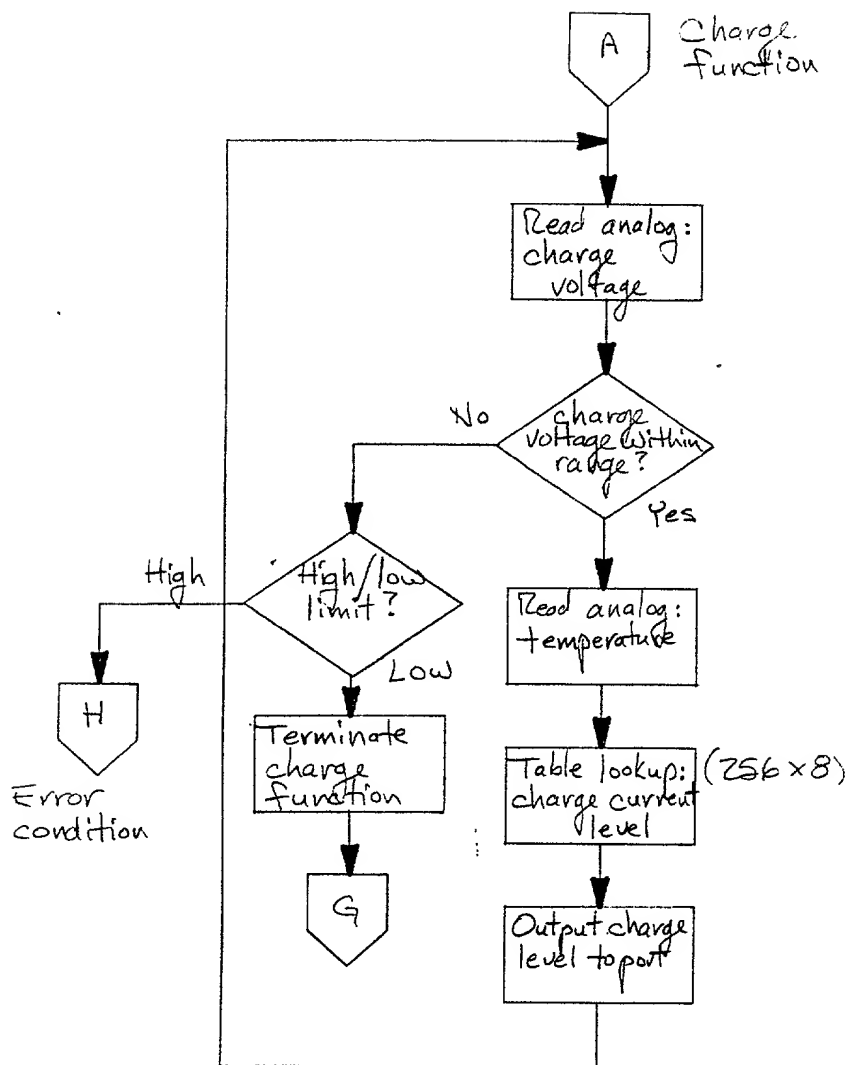 A
Charge
function
Read analog:
charge
voltage
charge
voltage within
range?
No
Yes
High/low
limit?
High
Low
Read analog:
temperature
H
Error
condition
Terminate
charge
function
Table lookup: (256×8)
charge current
level
G
Output charge
level to port